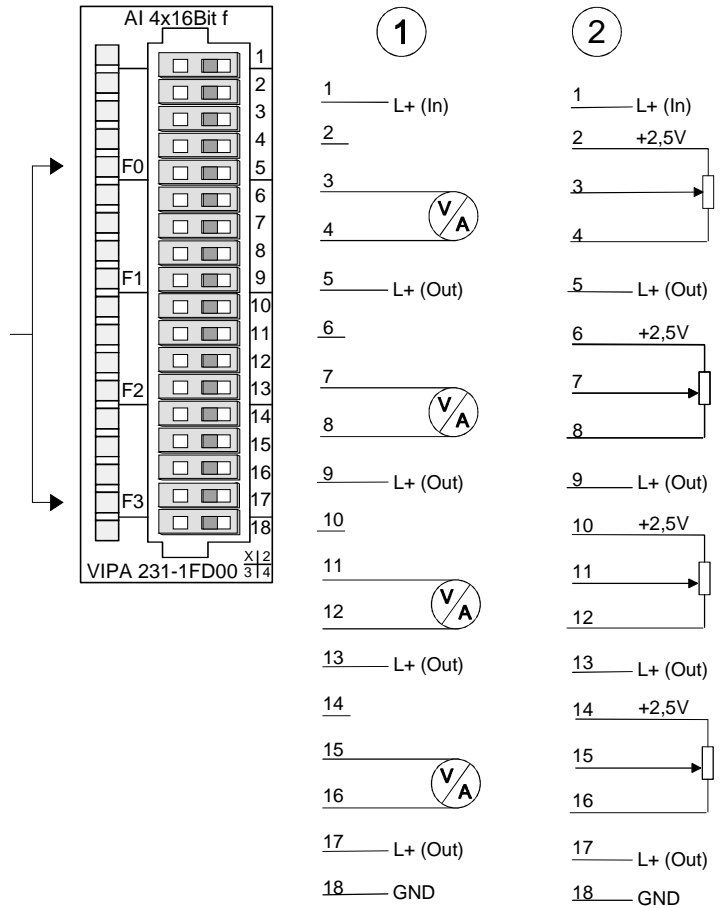 AI 4x16Bit f
1
2
3
4
F0 5
6
7
8
F1 9
10
11
12
F2 13
14
15
16
F3 17
18
VIPA 231-1FD00
X 2
3 4
1
1 L+ (In)
2
3
V A
4
5 L+ (Out)
6
7
V A
8
9 L+ (Out)
10
11
V A
12
13 L+ (Out)
14
15
V A
16
17 L+ (Out)
18 GND
2
1 L+ (In)
2 +2,5V
3
4
5 L+ (Out)
6 +2,5V
7
8
9 L+ (Out)
10 +2,5V
11
12
13 L+ (Out)
14 +2,5V
15
16
17 L+ (Out)
18 GND